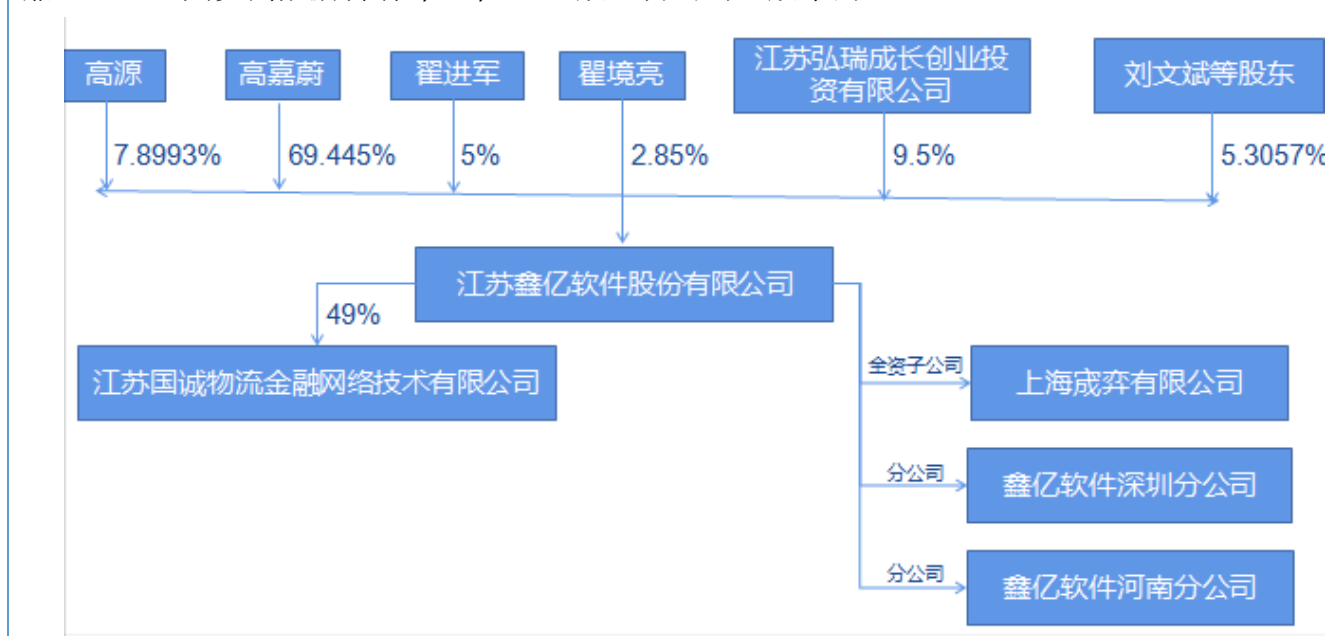 高源
高嘉蔚
翟进军
瞿境亮
江苏弘瑞成长创业投
资有限公司
刘文斌等股东
7.8993%
69.445%
5%
2.85%
9.5%
5.3057%
江苏鑫亿软件股份有限公司
49%
江苏国诚物流金融网络技术有限公司
全资子公司
上海宬弈有限公司
分公司
鑫亿软件深圳分公司
分公司
鑫亿软件河南分公司